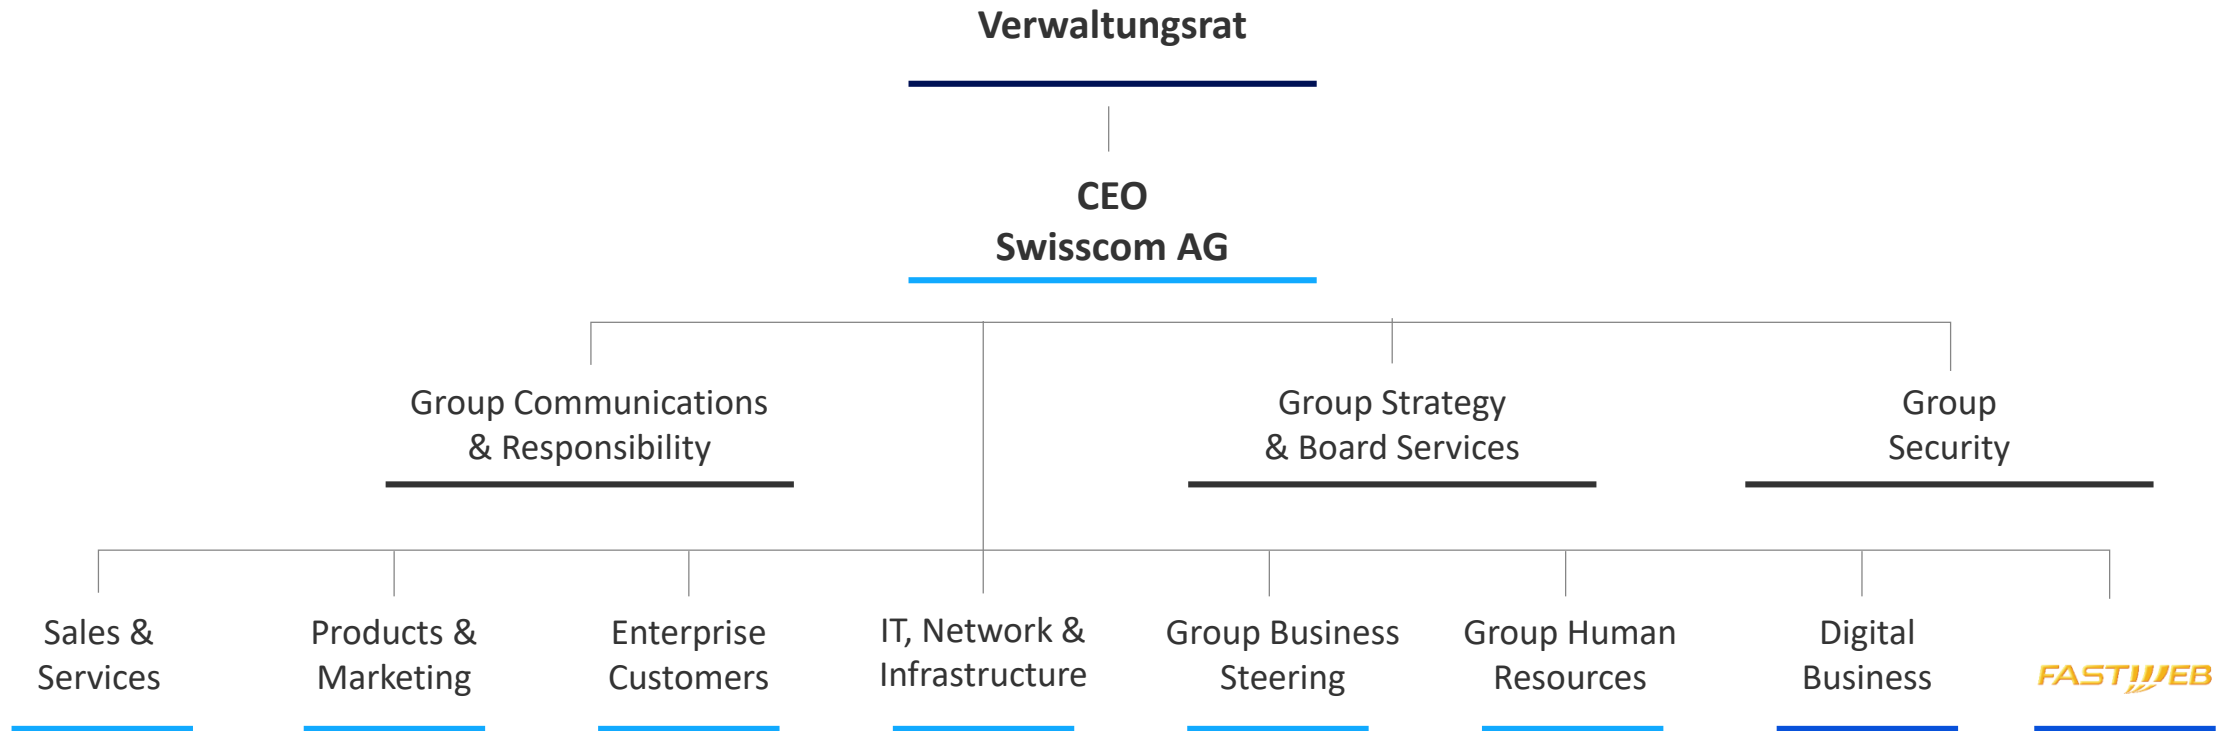 Verwaltungsrat
CEO
Swisscom AG
Group Communications
& Responsibility
Group Strategy
& Board Services
Group
Security
Sales &
Services
Products &
Marketing
Enterprise
Customers
IT, Network &
Infrastructure
Group Business
Steering
Group Human
Resources
Digital
Business
FASTWEB